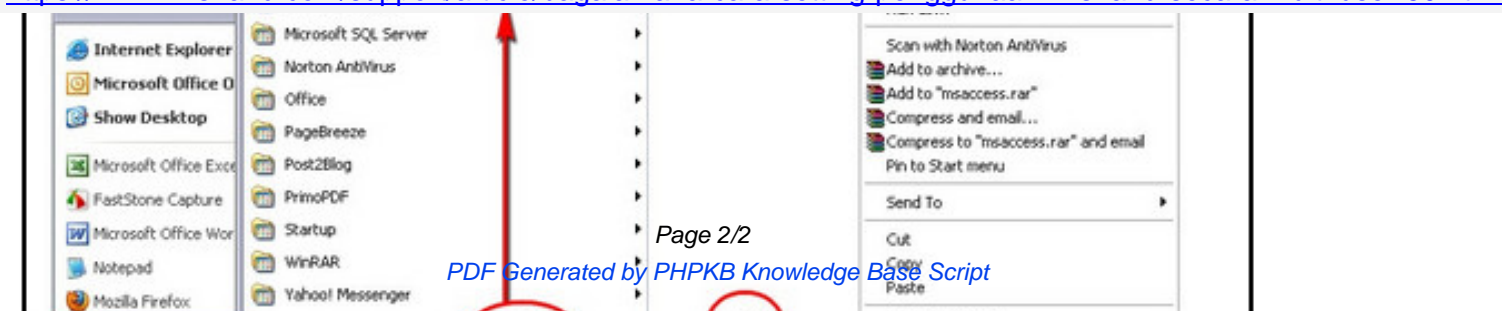 Internet Explorer
Microsoft Office O
Show Desktop
Microsoft Office Exce
FastStone Capture
Microsoft Office Wor
Notepad
Mozilla Firefox
Microsoft SQL Server
Norton AntiVirus
Office
PageBreeze
Post2Blog
PrimoPDF
Startup
WinRAR
Yahoo! Messenger
Scan with Norton AntiVirus
Add to archive...
Add to "msaccess.rar"
Compress and email...
Compress to "msaccess.rar" and email
Pin to Start menu
Send To
Cut
Copy
Paste
Page 2/2
PDF Generated by PHPKB Knowledge Base Script